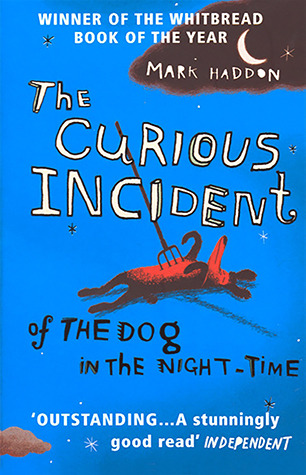 WINNER OF THE WHITBREAD
BOOK OF THE YEAR
MARK HADDON
The
CURIOUS
INCIDENT
of THE DOg
iN THE NIGHT-TIME
'OUTSTANDING...A stunningly
good read' INDEPENDENT